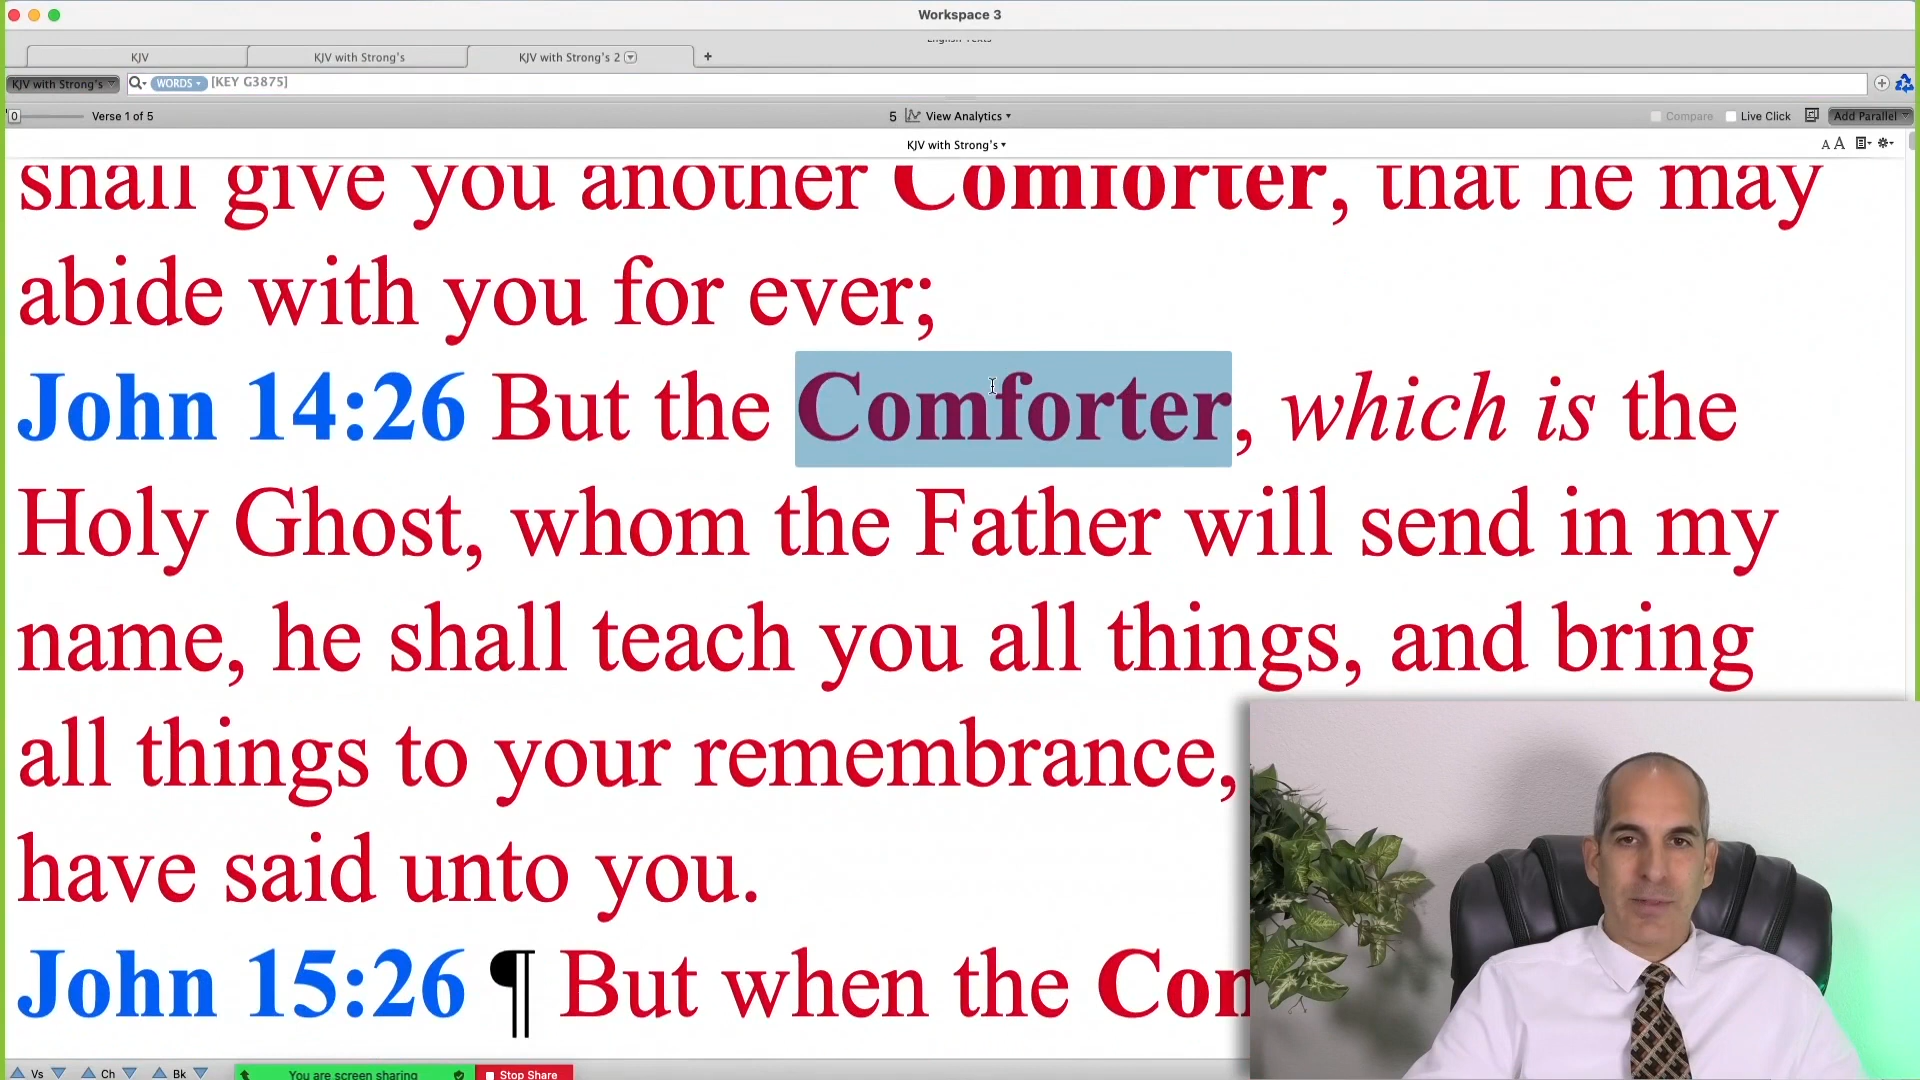 Workspace 3
English Texts
KJV
KJV with Strong's
KJV with Strong's 2
+
KJV with Strong's
WORDS
[KEY G3875]
0
Verse 1 of 5
5
View Analytics
Compare
Live Click
Add Parallel
KJV with Strong's
A A
shall give you another Comforter, that he may
abide with you for ever;
John 14:26 But the Comforter, which is the
Holy Ghost, whom the Father will send in my
name, he shall teach you all things, and bring
all things to your remembrance,
have said unto you.
John 15:26 ¶ But when the Con
Vs
Ch
Bk
You are screen sharing
Stop Share